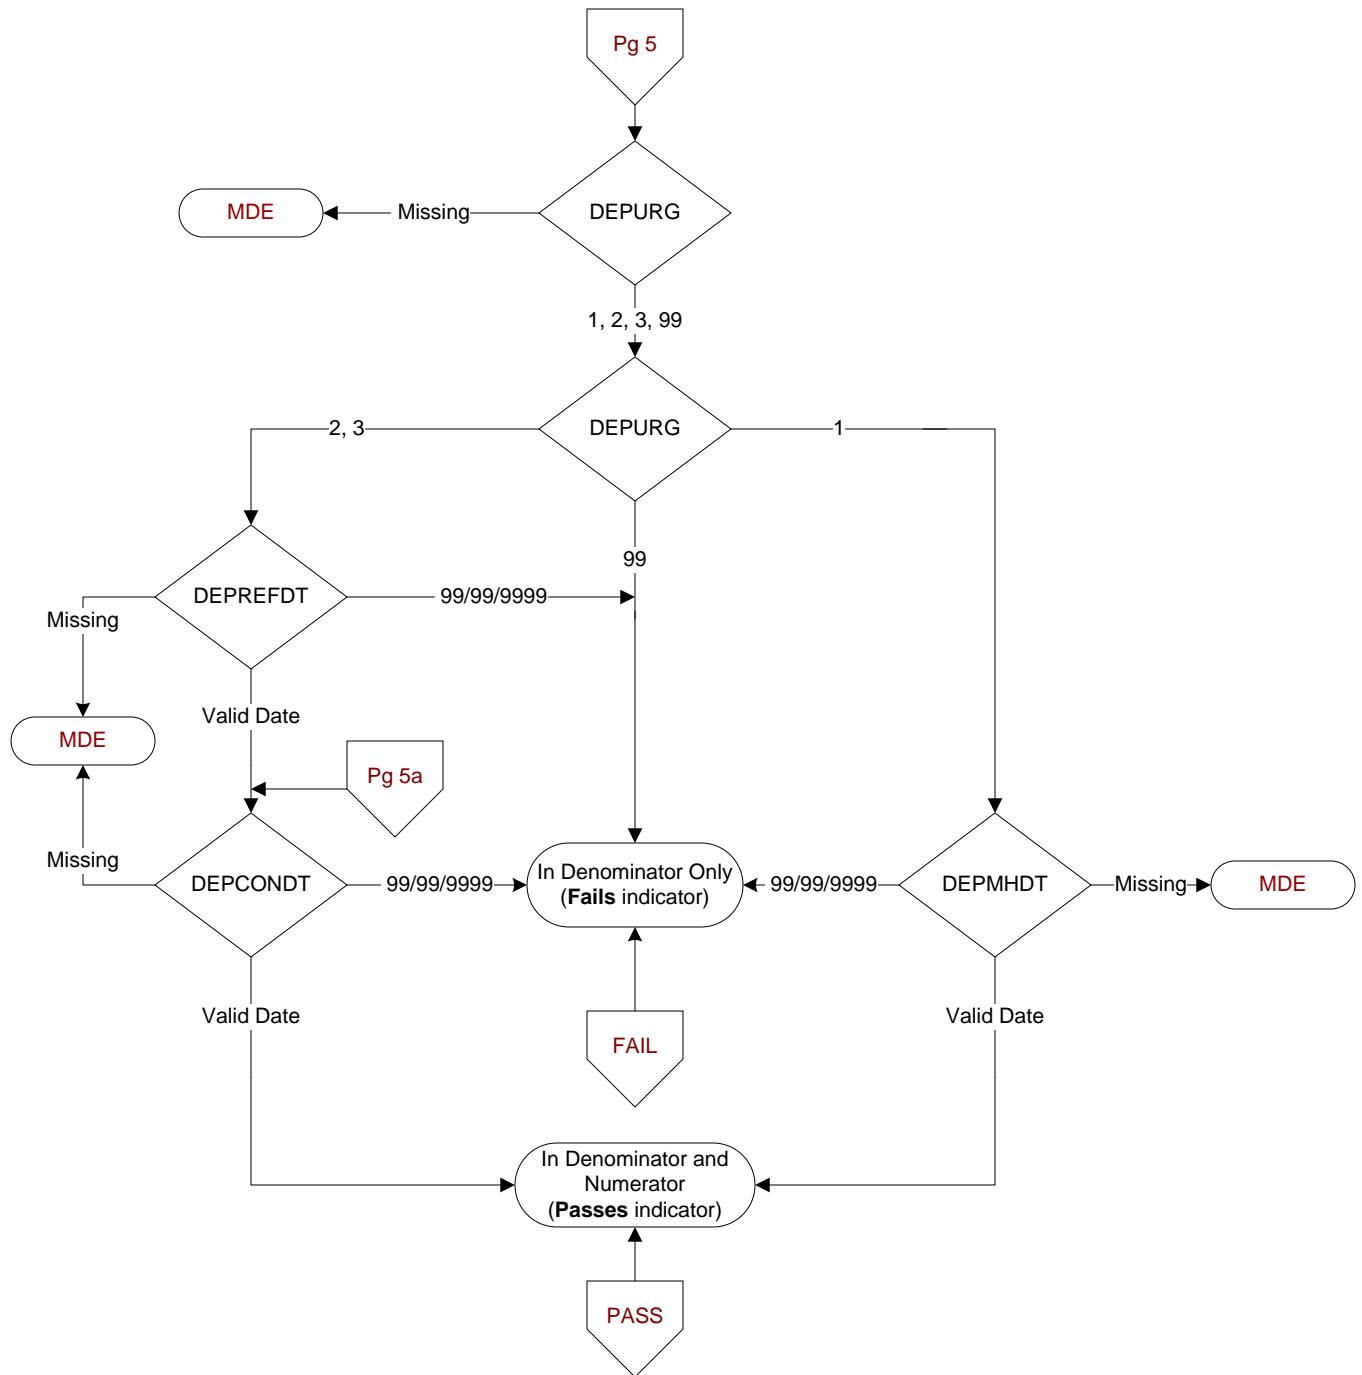 Pg 5
DEPURG
Missing
MDE
1, 2, 3, 99
DEPURG
2, 3
1
99
DEPREFDT
99/99/9999
Missing
Valid Date
MDE
Pg 5a
Missing
DEPCONDT
99/99/9999
In Denominator Only
(Fails indicator)
99/99/9999
DEPMHDT
Missing
MDE
Valid Date
Valid Date
FAIL
In Denominator and
Numerator
(Passes indicator)
PASS